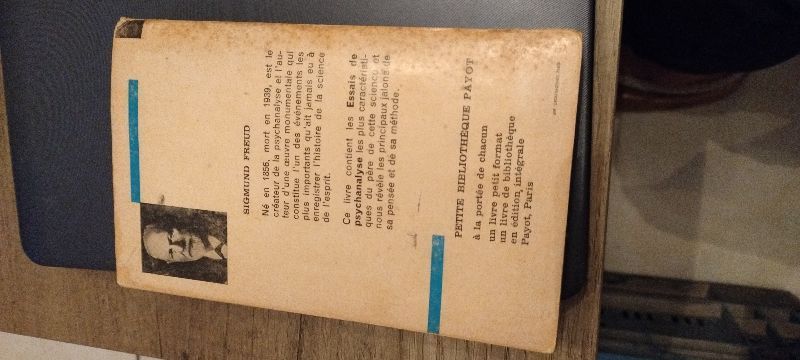 SIGMUND FREUD
Né en 1856, mort en 1939, est le
créateur de la psychanalyse et l'au-
teur d'une œuvre monumentale qui
constitue l'un des événements les
plus importants qu'ait jamais eu à
enregistrer l'histoire de la science
de l'esprit.
Ce livre contient les Essais de
psychanalyse les plus caractéristi-
ques du père de cette science et
nous révèle les principaux jalons de
sa pensée et de sa méthode.
PETITE BIBLIOTHÈQUE PAYOT
à la portée de chacun
un livre petit format
un livre de bibliothèque
en édition intégrale
Payot, Paris